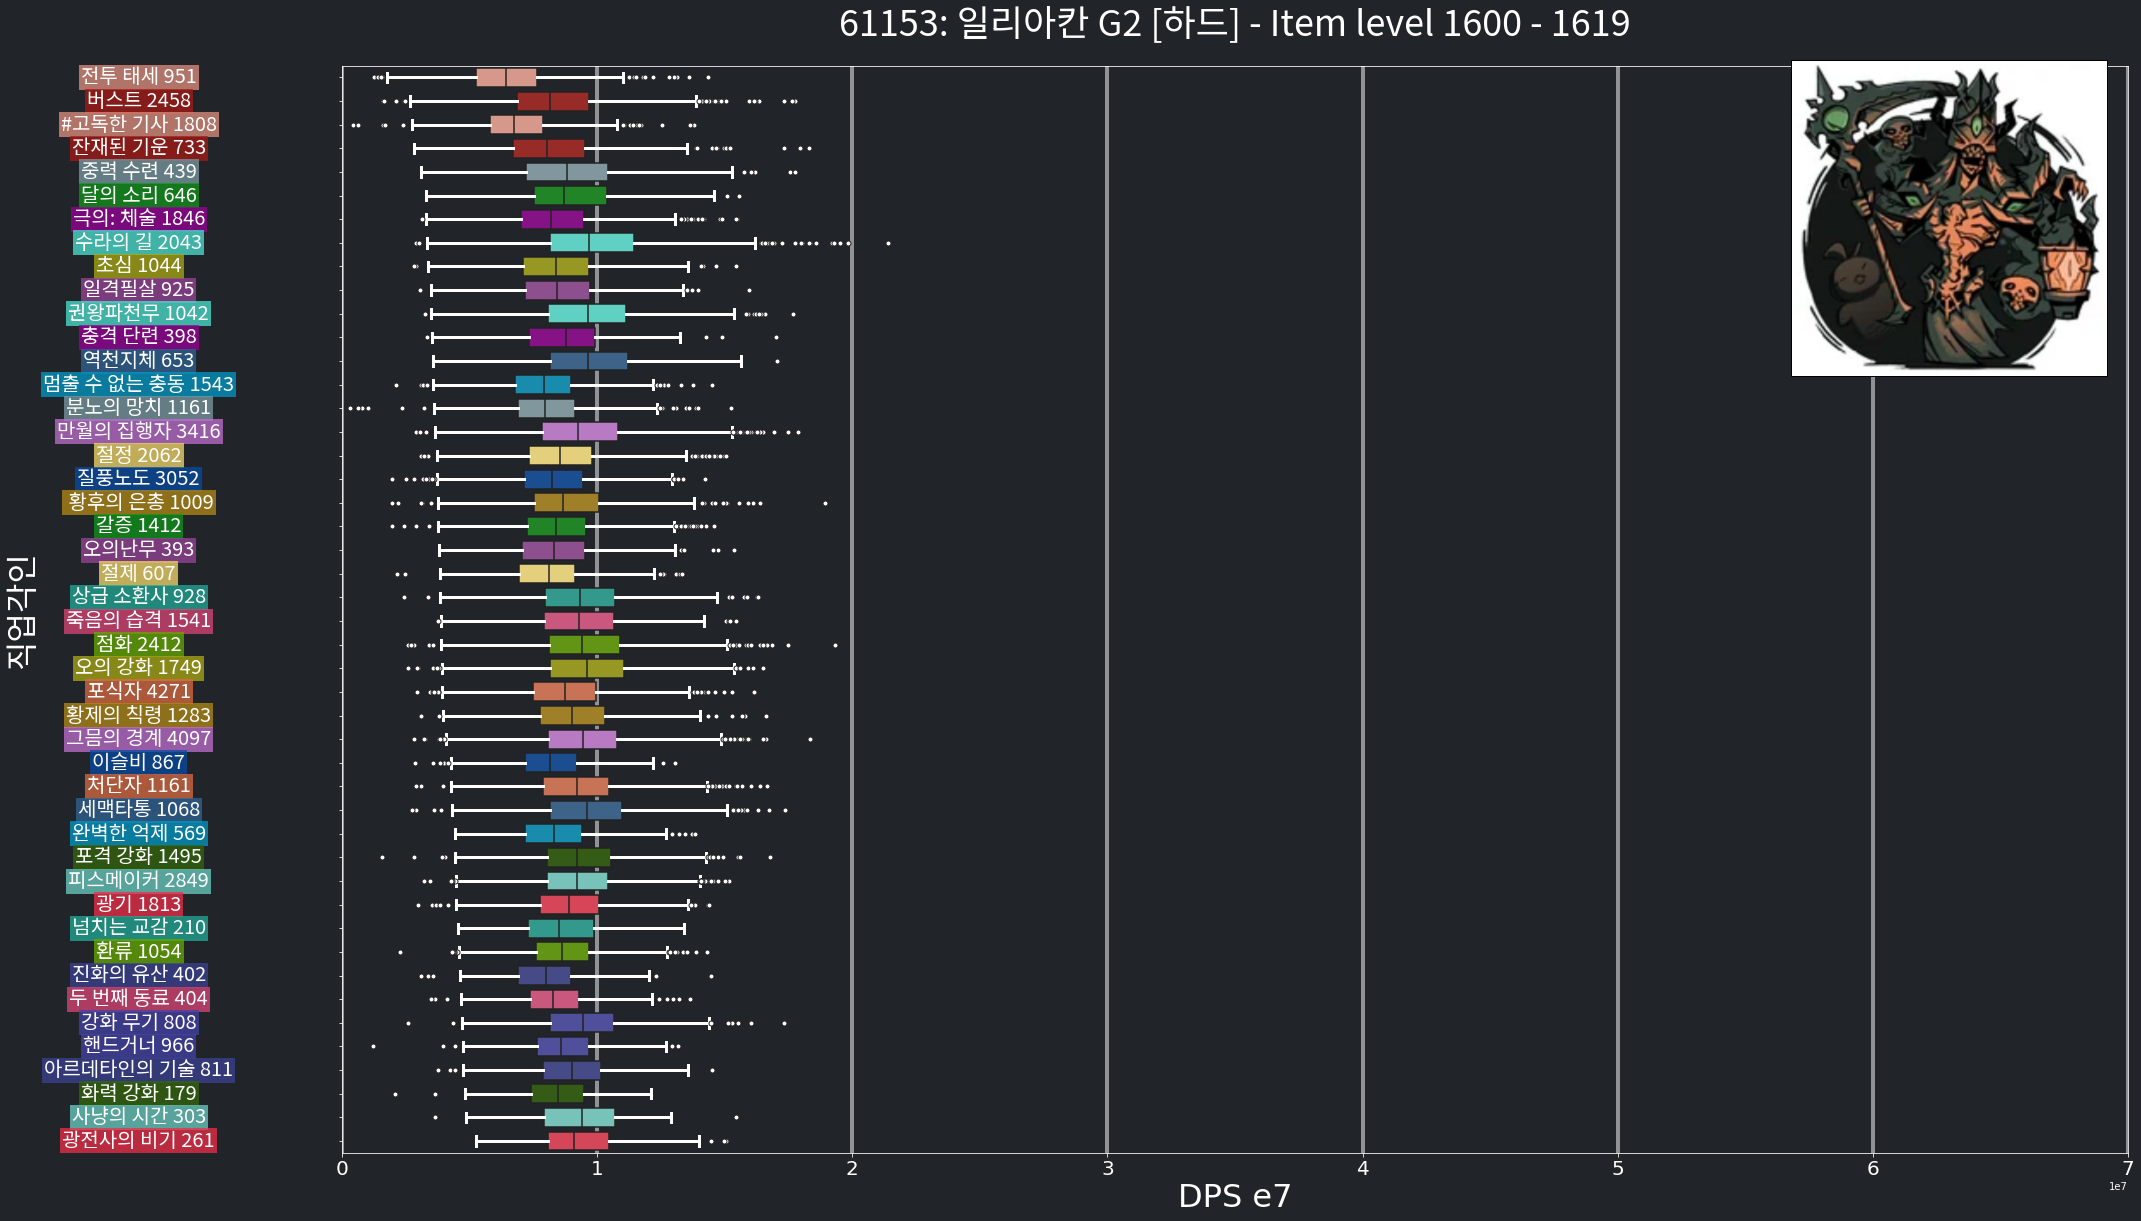 61153: 일리아칸 G2 [하드] - Item level 1600 - 1619
직업각인
전투 태세 951
버스트 2458
#고독한 기사 1808
잔재된 기운 733
중력 수련 439
달의 소리 646
극의: 체술 1846
수라의 길 2043
초심 1044
일격필살 925
권왕파천무 1042
충격 단련 398
역천지체 653
멈출 수 없는 충동 1543
분노의 망치 1161
만월의 집행자 3416
절정 2062
질풍노도 3052
황후의 은총 1009
갈증 1412
오의난무 393
절제 607
상급 소환사 928
죽음의 습격 1541
점화 2412
오의 강화 1749
포식자 4271
황제의 칙령 1283
그믐의 경계 4097
이슬비 867
처단자 1161
세맥타통 1068
완벽한 억제 569
포격 강화 1495
피스메이커 2849
광기 1813
넘치는 교감 210
환류 1054
진화의 유산 402
두 번째 동료 404
강화 무기 808
핸드거너 966
아르데타인의 기술 811
화력 강화 179
사냥의 시간 303
광전사의 비기 261
0 1 2 3 4 5 6 7
1e7
DPS e7